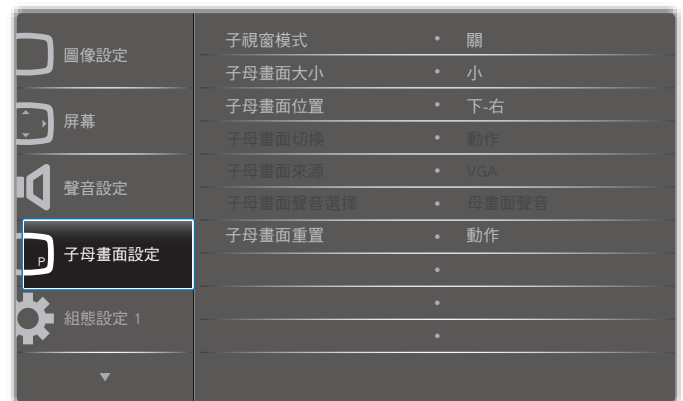 圖像設定
屏幕
聲音設定
P
子母畫面設定
組態設定 1
▼
子視窗模式 • 關
子母畫面大小 • 小
子母畫面位置 • 下-右
子母畫面切換 • 動作
子母畫面來源 • VGA
子母畫面聲音選擇 • 母畫面聲音
子母畫面重置 • 動作
•
•
•